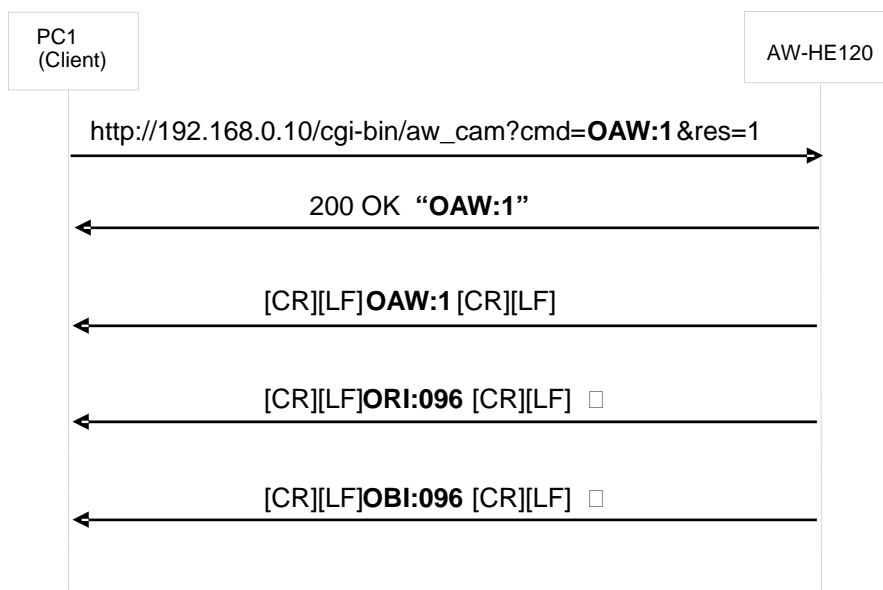 PC1
(Client)
AW-HE120
http://192.168.0.10/cgi-bin/aw_cam?cmd=OAW:1&res=1
200 OK “OAW:1”
[CR][LF]OAW:1[CR][LF]
[CR][LF]ORI:096 [CR][LF] □
[CR][LF]OBI:096 [CR][LF] □